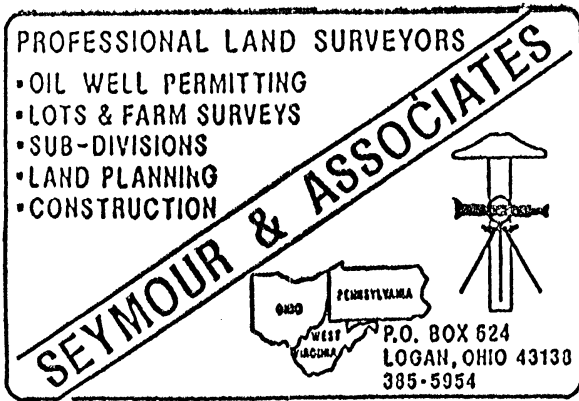 PROFESSIONAL LAND SURVEYORS
▪OIL WELL PERMITTING
▪LOTS & FARM SURVEYS
▪SUB-DIVISIONS
▪LAND PLANNING
▪CONSTRUCTION
SEYMOUR & ASSOCIATES
OHIO
PENNSYLVANIA
WEST
VIRGINIA
P.O. BOX 624
LOGAN, OHIO 43138
385-5954